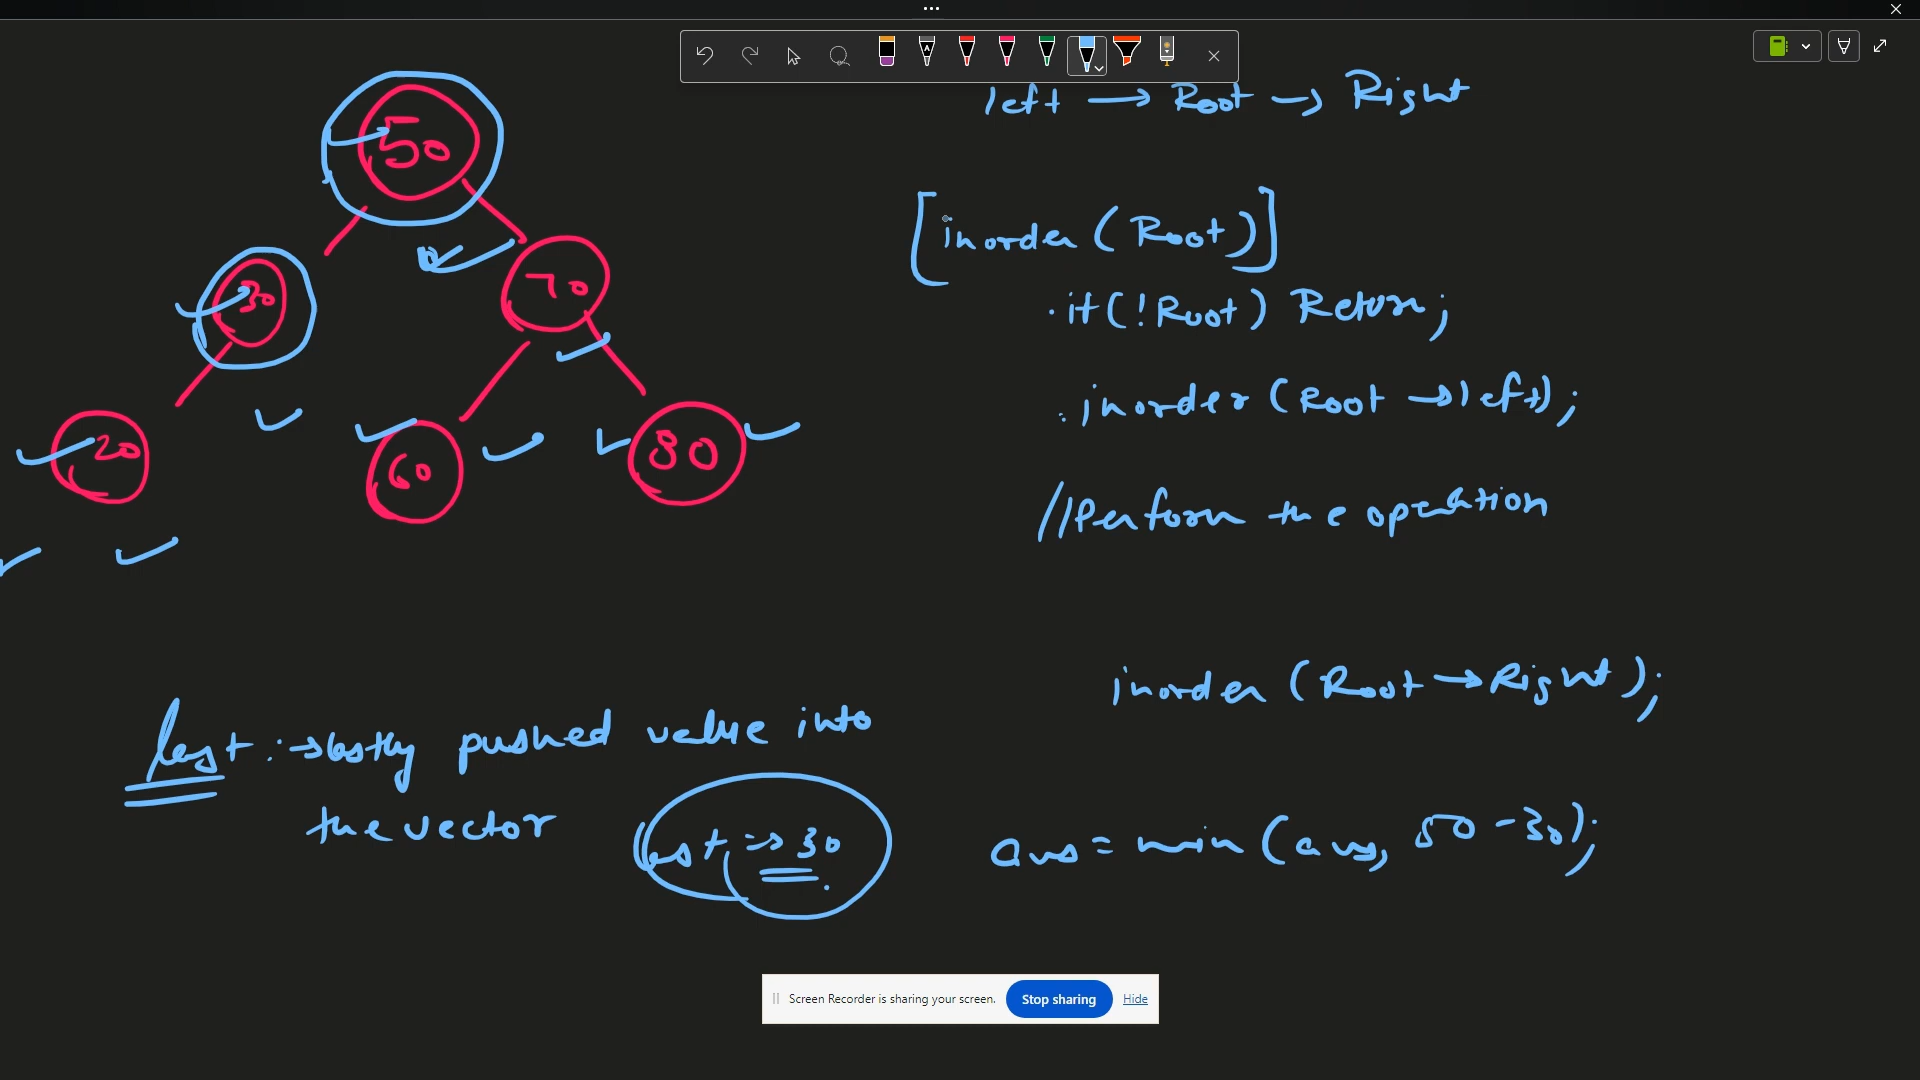 left → Root → Right
50
[inorder (Root)]
30
70
· if (!Root) Return;
· inorder (Root → left);
20
60
80
// Perform the operation
inorder (Root → Right);
last :→ lastly pushed value into
the vector
last => 30
ans = min (ans, 50 - 30);
Screen Recorder is sharing your screen.
Stop sharing
Hide